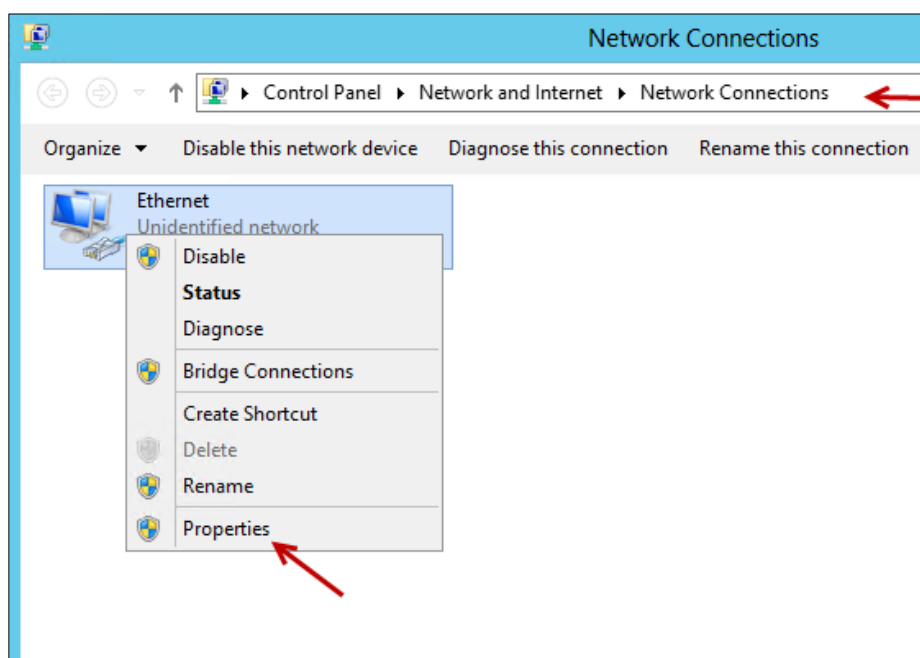 Network Connections
Control Panel Network and Internet Network Connections
Organize Disable this network device Diagnose this connection Rename this connection
Ethernet
Unidentified network
Disable
Status
Diagnose
Bridge Connections
Create Shortcut
Delete
Rename
Properties